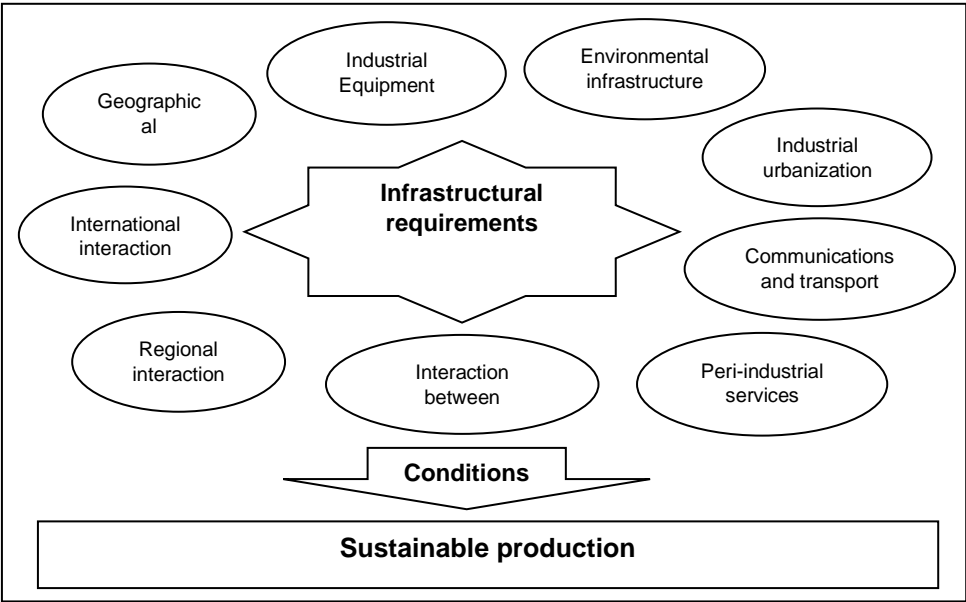 Industrial
Equipment
Environmental
infrastructure
Geographic
al
Industrial
urbanization
Infrastructural
requirements
International
interaction
Communications
and transport
Regional
interaction
Interaction
between
Peri-industrial
services
Conditions
Sustainable production